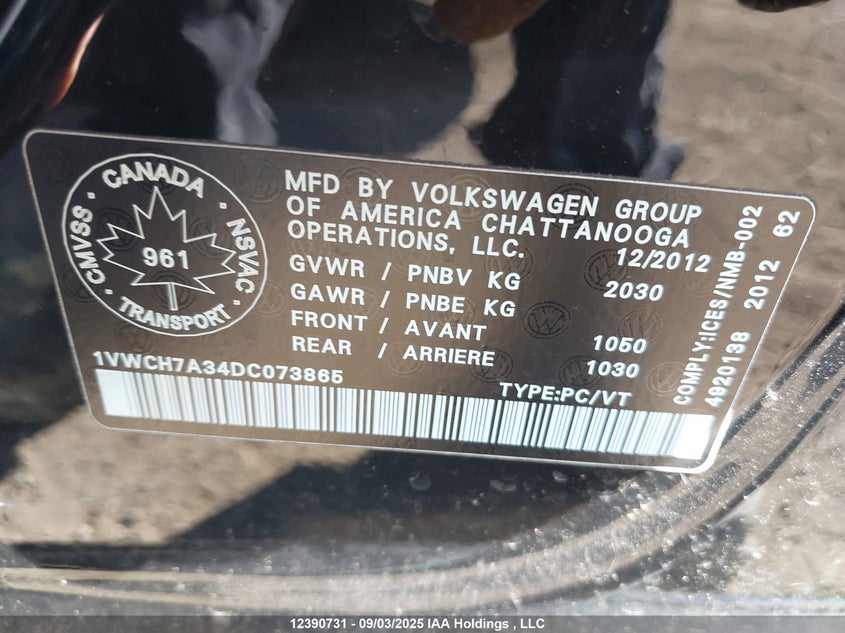 CANADA
CMVSS · NSVAC
961
TRANSPORT
MFD BY VOLKSWAGEN GROUP
OF AMERICA CHATTANOOGA
OPERATIONS, LLC. 12/2012
GVWR / PNBV KG 2030
GAWR / PNBE KG
FRONT / AVANT 1050
REAR / ARRIERE 1030
1VWCH7A34DC073865 TYPE:PC/VT
COMPLY:ICES/NMB-002
4920138 2012 62
12390731 - 09/03/2025 IAA Holdings , LLC